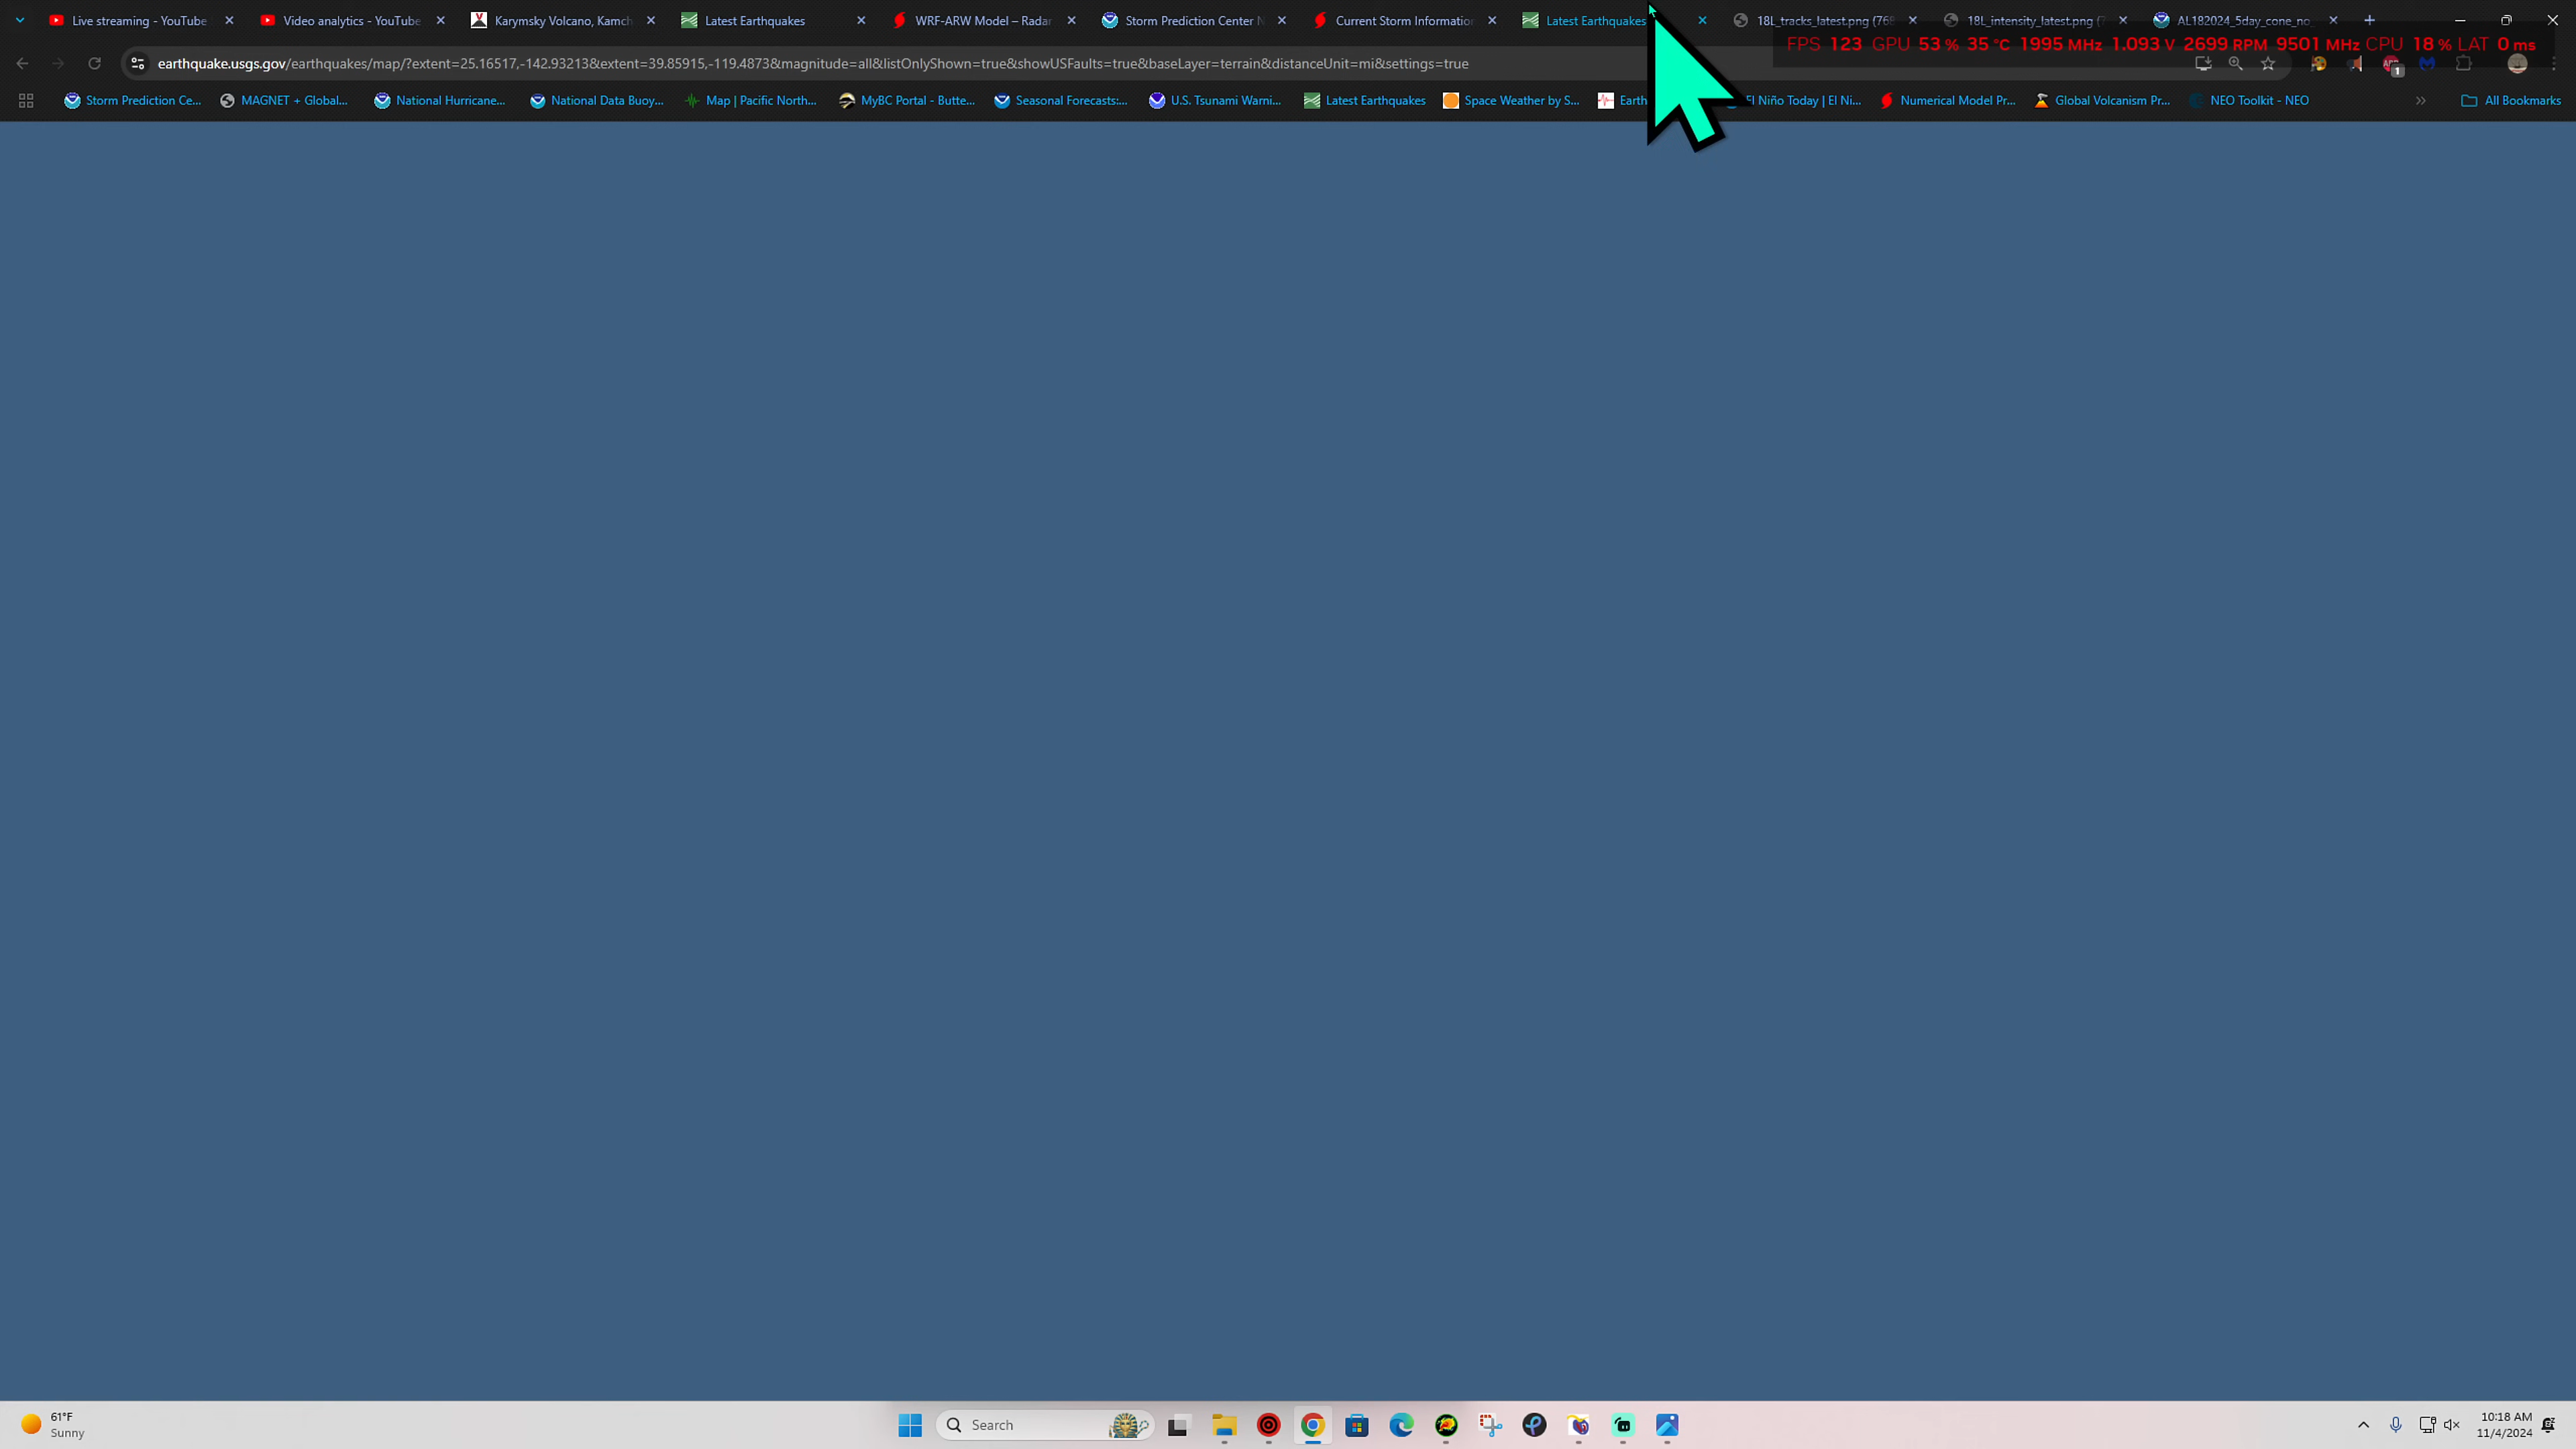 Live streaming - YouTube
Video analytics - YouTube
Karymsky Volcano, Kamch
Latest Earthquakes
WRF-ARW Model – Radar
Storm Prediction Center N
Current Storm Information
Latest Earthquakes
18L_tracks_latest.png (768
18L_intensity_latest.png (7
AL182024_5day_cone_no_
FPS 123 GPU 53 % 35 °C 1995 MHz 1.093 V 2699 RPM 9501 MHz CPU 18 % LAT 0 ms
earthquake.usgs.gov/earthquakes/map/?extent=25.16517,-142.93213&extent=39.85915,-119.4873&magnitude=all&listOnlyShown=true&showUSFaults=true&baseLayer=terrain&distanceUnit=mi&settings=true
1
Storm Prediction Ce...
MAGNET + Global...
National Hurricane...
National Data Buoy...
Map | Pacific North...
MyBC Portal - Butte...
Seasonal Forecasts:...
U.S. Tsunami Warni...
Latest Earthquakes
Space Weather by S...
Earth
El Niño Today | El Ni...
Numerical Model Pr...
Global Volcanism Pr...
NEO Toolkit - NEO
All Bookmarks
61°F
Sunny
Search
10:18 AM
11/4/2024